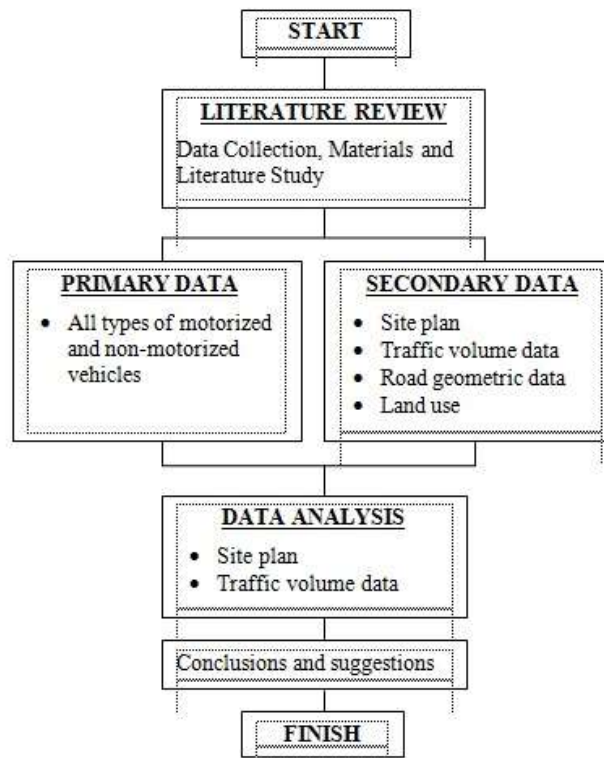 START
LITERATURE REVIEW
Data Collection, Materials and
Literature Study
PRIMARY DATA
• All types of motorized
and non-motorized
vehicles
SECONDARY DATA
• Site plan
• Traffic volume data
• Road geometric data
• Land use
DATA ANALYSIS
• Site plan
• Traffic volume data
Conclusions and suggestions
FINISH